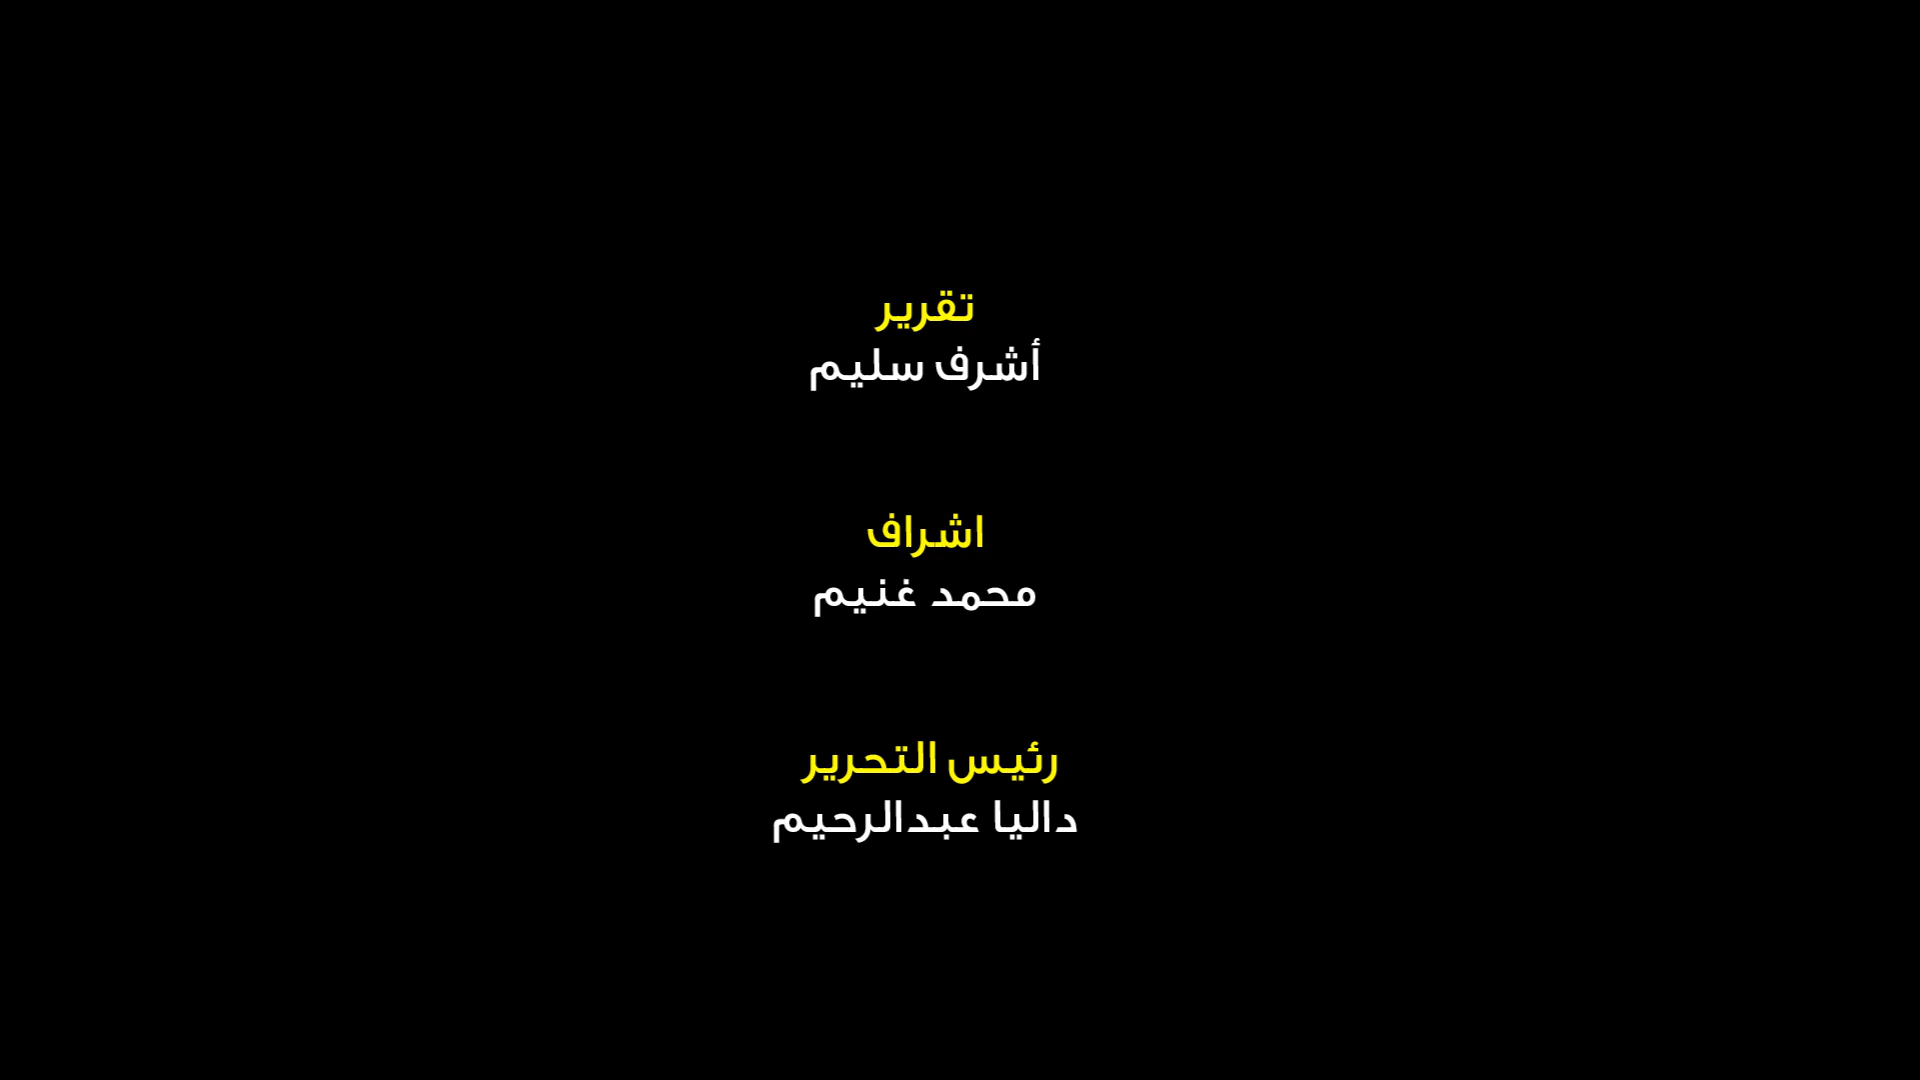 تقرير
أشرف سليم
اشراف
محمد غنيم
رئيس التحرير
داليا عبدالرحيم